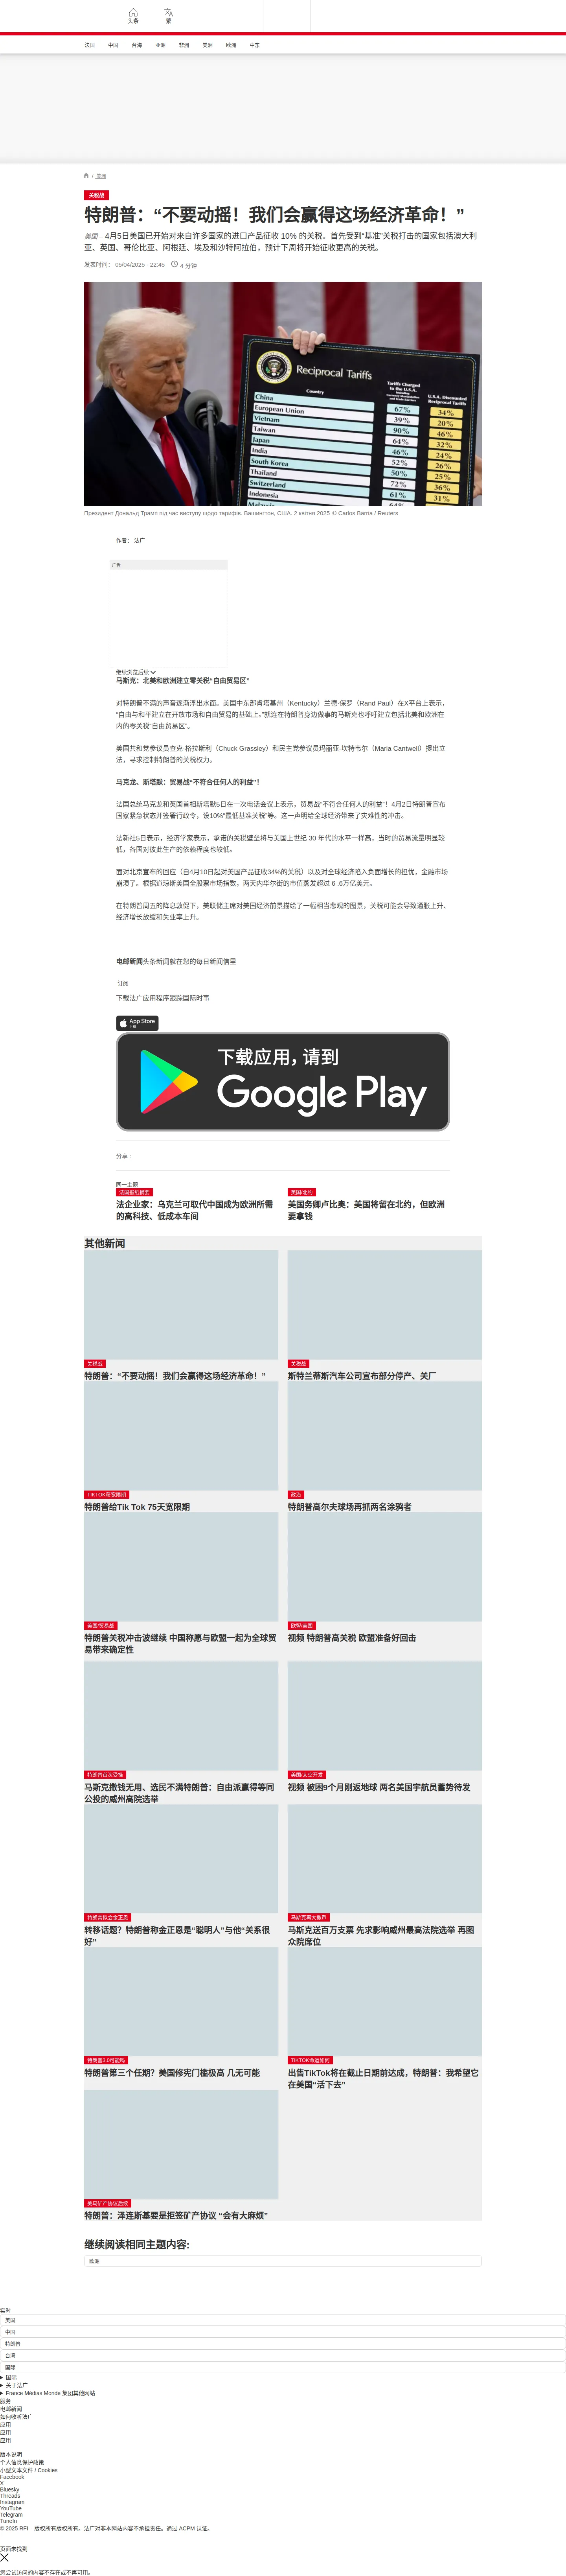 头条
繁
法国
中国
台海
亚洲
非洲
美洲
欧洲
中东
/ 美洲
关税战
特朗普：“不要动摇！我们会赢得这场经济革命！”
美国 – 4月5日美国已开始对来自许多国家的进口产品征收 10% 的关税。首先受到“基准”关税打击的国家包括澳大利
亚、英国、哥伦比亚、阿根廷、埃及和沙特阿拉伯，预计下周将开始征收更高的关税。
发表时间： 05/04/2025 - 22:45
4 分钟
Reciprocal Tariffs
Country
Tariffs Charged to the U.S.A.
U.S.A. Discounted Reciprocal Tariffs
China 67% 34%
European Union 39% 20%
Vietnam 90% 46%
Taiwan 64% 32%
Japan 46% 24%
India 52% 26%
South Korea 50% 25%
Thailand 72% 36%
Switzerland 61% 31%
Indonesia 64%
Malaysia
Президент Дональд Трамп під час виступу щодо тарифів. Вашингтон, США. 2 квітня 2025 © Carlos Barria / Reuters
作者： 法广
广告
继续浏览后续
马斯克：北美和欧洲建立零关税“自由贸易区”
对特朗普不满的声音逐渐浮出水面。美国中东部肯塔基州（Kentucky）兰德·保罗（Rand Paul）在X平台上表示，
“自由与和平建立在开放市场和自由贸易的基础上。”就连在特朗普身边做事的马斯克也呼吁建立包括北美和欧洲在
内的零关税“自由贸易区”。
美国共和党参议员查克·格拉斯利（Chuck Grassley）和民主党参议员玛丽亚·坎特韦尔（Maria Cantwell）提出立
法，寻求控制特朗普的关税权力。
马克龙、斯塔默：贸易战“不符合任何人的利益”！
法国总统马克龙和英国首相斯塔默5日在一次电话会议上表示，贸易战“不符合任何人的利益”！4月2日特朗普宣布
国家紧急状态并签署行政令，设10%“最低基准关税”等。这一声明给全球经济带来了灾难性的冲击。
法新社5日表示，经济学家表示，承诺的关税壁垒将与美国上世纪 30 年代的水平一样高，当时的贸易流量明显较
低，各国对彼此生产的依赖程度也较低。
面对北京宣布的回应（自4月10日起对美国产品征收34%的关税）以及对全球经济陷入负面增长的担忧，金融市场
崩溃了。根据道琼斯美国全股票市场指数，两天内华尔街的市值蒸发超过 6 ,6万亿美元。
在特朗普周五的降息敦促下，美联储主席对美国经济前景描绘了一幅相当悲观的图景，关税可能会导致通胀上升、
经济增长放缓和失业率上升。
电邮新闻头条新闻就在您的每日新闻信里
订阅
下载法广应用程序跟踪国际时事
App Store
下载
下载应用，请到
Google Play
分享 :
同一主题
法国报纸摘要
法企业家：乌克兰可取代中国成为欧洲所需
的高科技、低成本车间
美国/北约
美国务卿卢比奥：美国将留在北约，但欧洲
要拿钱
其他新闻
关税战
特朗普：“不要动摇！我们会赢得这场经济革命！”
关税战
斯特兰蒂斯汽车公司宣布部分停产、关厂
TIKTOK获宽限期
特朗普给Tik Tok 75天宽限期
政治
特朗普高尔夫球场再抓两名涂鸦者
美国/贸易战
特朗普关税冲击波继续 中国称愿与欧盟一起为全球贸
易带来确定性
欧盟/美国
视频 特朗普高关税 欧盟准备好回击
特朗普首次受挫
马斯克撒钱无用、选民不满特朗普：自由派赢得等同
公投的威州高院选举
美国/太空开发
视频 被困9个月刚返地球 两名美国宇航员蓄势待发
特朗普拟会金正恩
转移话题？特朗普称金正恩是“聪明人”与他“关系很
好”
马斯克再大撒币
马斯克送百万支票 先求影响威州最高法院选举 再图
众院席位
特朗普3.0可能吗
特朗普第三个任期？美国修宪门槛极高 几无可能
TIKTOK命运如何
出售TikTok将在截止日期前达成，特朗普：我希望它
在美国“活下去”
美乌矿产协议后续
特朗普：泽连斯基要是拒签矿产协议 “会有大麻烦”
继续阅读相同主题内容:
欧洲
实时
美国
中国
特朗普
台湾
国际
国际
关于法广
France Médias Monde 集团其他网站
服务
电邮新闻
如何收听法广
应用
应用
应用
版本说明
个人信息保护政策
小型文本文件 / Cookies
Facebook
X
Bluesky
Threads
Instagram
YouTube
Telegram
TuneIn
© 2025 RFI – 版权所有版权所有。法广对非本网站内容不承担责任。通过 ACPM 认证。
页面未找到
您尝试访问的内容不存在或不再可用。